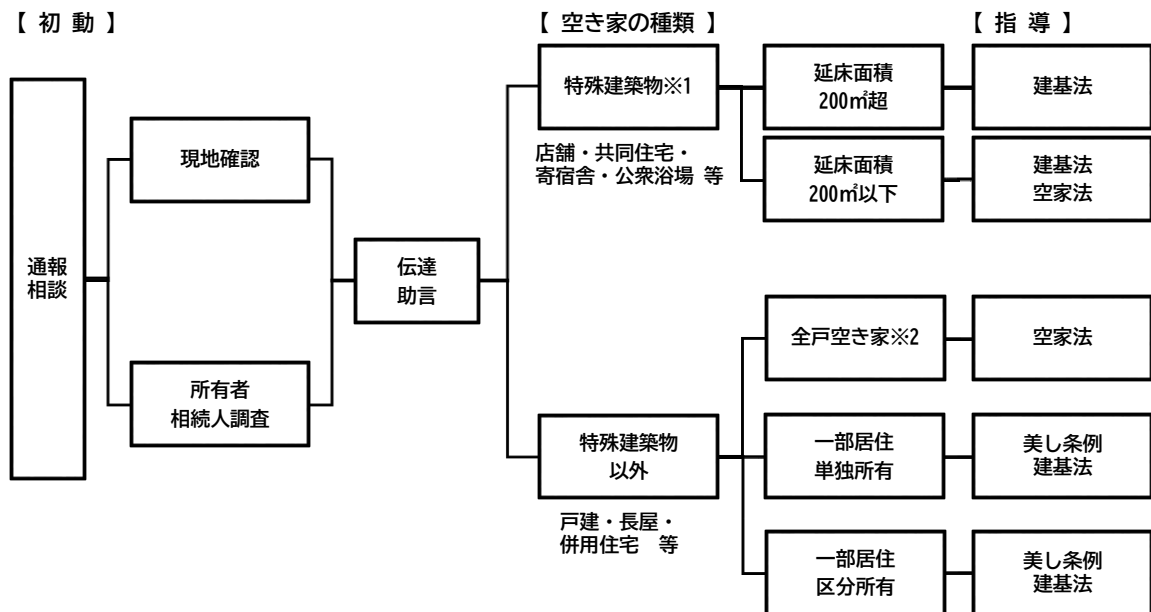 【 初 動 】
【 空き家の種類 】
【 指 導 】
通報
相談
現地確認
所有者
相続人調査
伝達
助言
特殊建築物※1
店舗・共同住宅・
寄宿舎・公衆浴場 等
延床面積
200㎡超
建基法
延床面積
200㎡以下
建基法
空家法
特殊建築物
以外
戸建・長屋・
併用住宅 等
全戸空き家※2
空家法
一部居住
単独所有
美し条例
建基法
一部居住
区分所有
美し条例
建基法